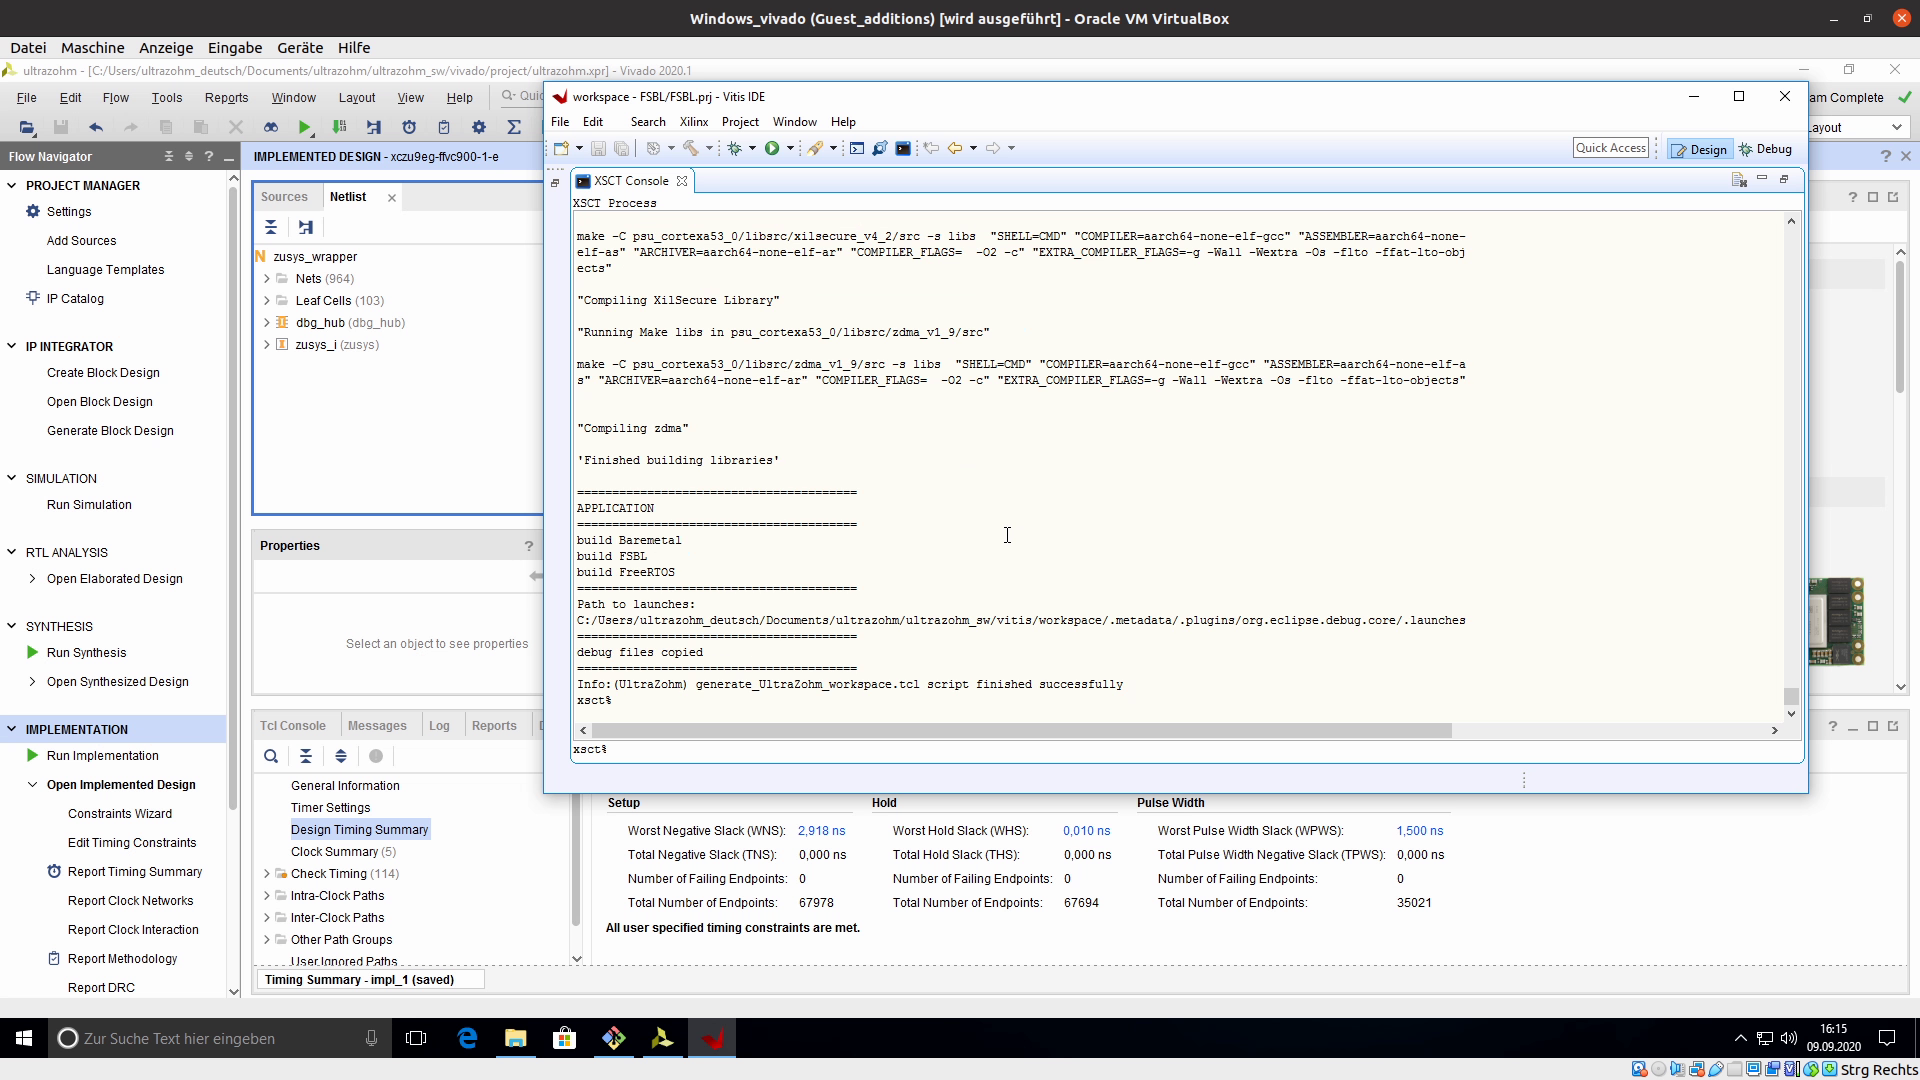 Windows_vivado (Guest_additions) [wird ausgeführt] - Oracle VM VirtualBox
Datei Maschine Anzeige Eingabe Geräte Hilfe
ultrazohm - [C:/Users/ultrazohm_deutsch/Documents/ultrazohm/ultrazohm_sw/vivado/project/ultrazohm.xpr] - Vivado 2020.1
File Edit Flow Tools Reports Window Layout View Help
am Complete
ayout
Flow Navigator
PROJECT MANAGER
Settings
Add Sources
Language Templates
IP Catalog
IP INTEGRATOR
Create Block Design
Open Block Design
Generate Block Design
SIMULATION
Run Simulation
RTL ANALYSIS
Open Elaborated Design
SYNTHESIS
Run Synthesis
Open Synthesized Design
IMPLEMENTATION
Run Implementation
Open Implemented Design
Constraints Wizard
Edit Timing Constraints
Report Timing Summary
Report Clock Networks
Report Clock Interaction
Report Methodology
Report DRC
IMPLEMENTED DESIGN - xczu9eg-ffvc900-1-e
Sources Netlist
zusys_wrapper
Nets (964)
Leaf Cells (103)
dbg_hub (dbg_hub)
zusys_i (zusys)
Properties
Select an object to see properties
workspace - FSBL/FSBL.prj - Vitis IDE
File Edit Search Xilinx Project Window Help
Quick Access Design Debug
XSCT Console
XSCT Process
make -C psu_cortexa53_0/libsrc/xilsecure_v4_2/src -s libs "SHELL=CMD" "COMPILER=aarch64-none-elf-gcc" "ASSEMBLER=aarch64-none-
elf-as" "ARCHIVER=aarch64-none-elf-ar" "COMPILER_FLAGS= -O2 -c" "EXTRA_COMPILER_FLAGS=-g -Wall -Wextra -Os -flto -ffat-lto-obj
ects"
"Compiling XilSecure Library"
"Running Make libs in psu_cortexa53_0/libsrc/zdma_v1_9/src"
make -C psu_cortexa53_0/libsrc/zdma_v1_9/src -s libs "SHELL=CMD" "COMPILER=aarch64-none-elf-gcc" "ASSEMBLER=aarch64-none-elf-a
s" "ARCHIVER=aarch64-none-elf-ar" "COMPILER_FLAGS= -O2 -c" "EXTRA_COMPILER_FLAGS=-g -Wall -Wextra -Os -flto -ffat-lto-objects"
"Compiling zdma"
'Finished building libraries'
========================================
APPLICATION
========================================
build Baremetal
build FSBL
build FreeRTOS
========================================
Path to launches:
C:/Users/ultrazohm_deutsch/Documents/ultrazohm/ultrazohm_sw/vitis/workspace/.metadata/.plugins/org.eclipse.debug.core/.launches
========================================
debug files copied
========================================
Info:(UltraZohm) generate_UltraZohm_workspace.tcl script finished successfully
xsct%
xsct%
Tcl Console Messages Log Reports
General Information
Timer Settings
Design Timing Summary
Clock Summary (5)
Check Timing (114)
Intra-Clock Paths
Inter-Clock Paths
Other Path Groups
User Ignored Paths
Timing Summary - impl_1 (saved)
Setup Hold Pulse Width
Worst Negative Slack (WNS): 2,918 ns Worst Hold Slack (WHS): 0,010 ns Worst Pulse Width Slack (WPWS): 1,500 ns
Total Negative Slack (TNS): 0,000 ns Total Hold Slack (THS): 0,000 ns Total Pulse Width Negative Slack (TPWS): 0,000 ns
Number of Failing Endpoints: 0 Number of Failing Endpoints: 0 Number of Failing Endpoints: 0
Total Number of Endpoints: 67978 Total Number of Endpoints: 67694 Total Number of Endpoints: 35021
All user specified timing constraints are met.
Zur Suche Text hier eingeben
16:15
09.09.2020
Strg Rechts